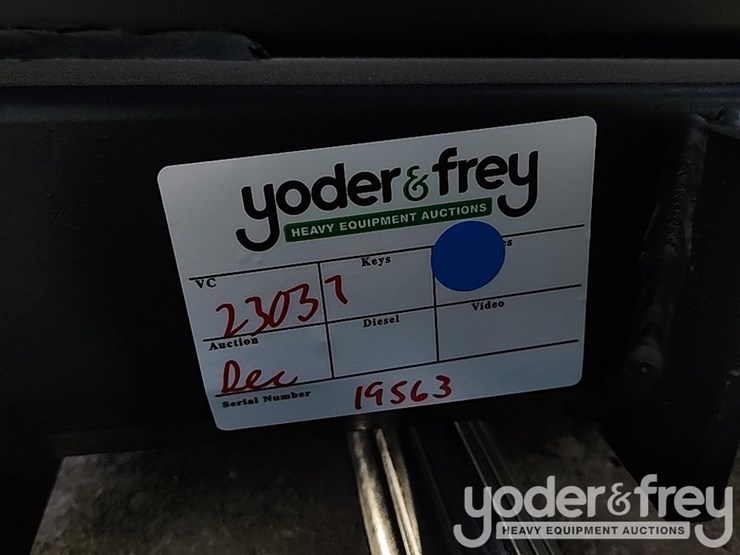 yoder & frey
HEAVY EQUIPMENT AUCTIONS
VC
Keys
23037
Auction
Diesel
Video
Dec
Serial Number
19563
yoder & frey
HEAVY EQUIPMENT AUCTIONS